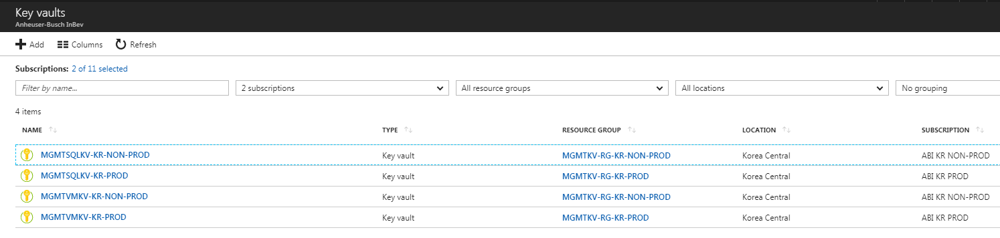 Key vaults
Anheuser-Busch InBev
Add Columns Refresh
Subscriptions: 2 of 11 selected
Filter by name... 2 subscriptions All resource groups All locations No grouping
4 items
NAME TYPE RESOURCE GROUP LOCATION SUBSCRIPTION
MGMTSQLKV-KR-NON-PROD Key vault MGMTKV-RG-KR-NON-PROD Korea Central ABI KR NON-PROD
MGMTSQLKV-KR-PROD Key vault MGMTKV-RG-KR-PROD Korea Central ABI KR PROD
MGMTVMKV-KR-NON-PROD Key vault MGMTKV-RG-KR-NON-PROD Korea Central ABI KR NON-PROD
MGMTVMKV-KR-PROD Key vault MGMTKV-RG-KR-PROD Korea Central ABI KR PROD